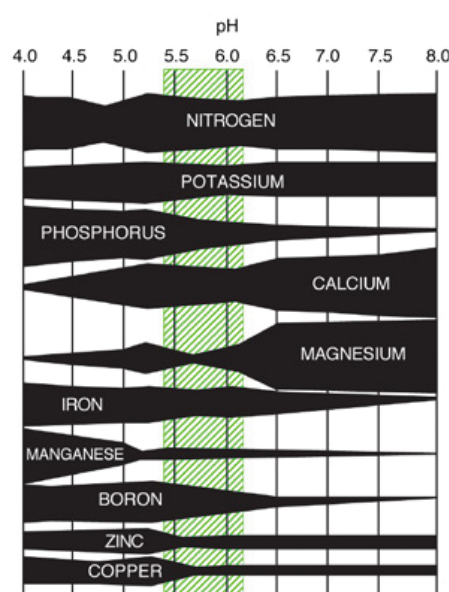 pH
4.0 4.5 5.0 5.5 6.0 6.5 7.0 7.5 8.0
NITROGEN
POTASSIUM
PHOSPHORUS
CALCIUM
MAGNESIUM
IRON
MANGANESE
BORON
ZINC
COPPER